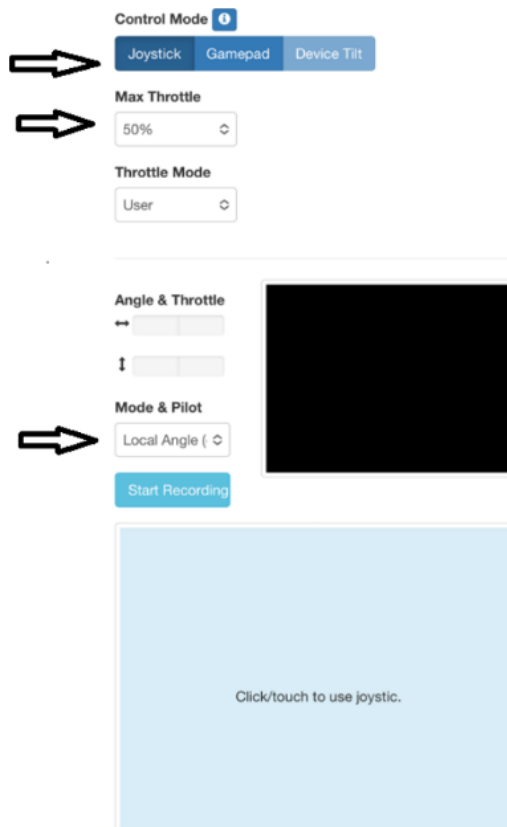 Control Mode
Joystick Gamepad Device Tilt
Max Throttle
50%
Throttle Mode
User
Angle & Throttle
Mode & Pilot
Local Angle (
Start Recording
Click/touch to use joystic.